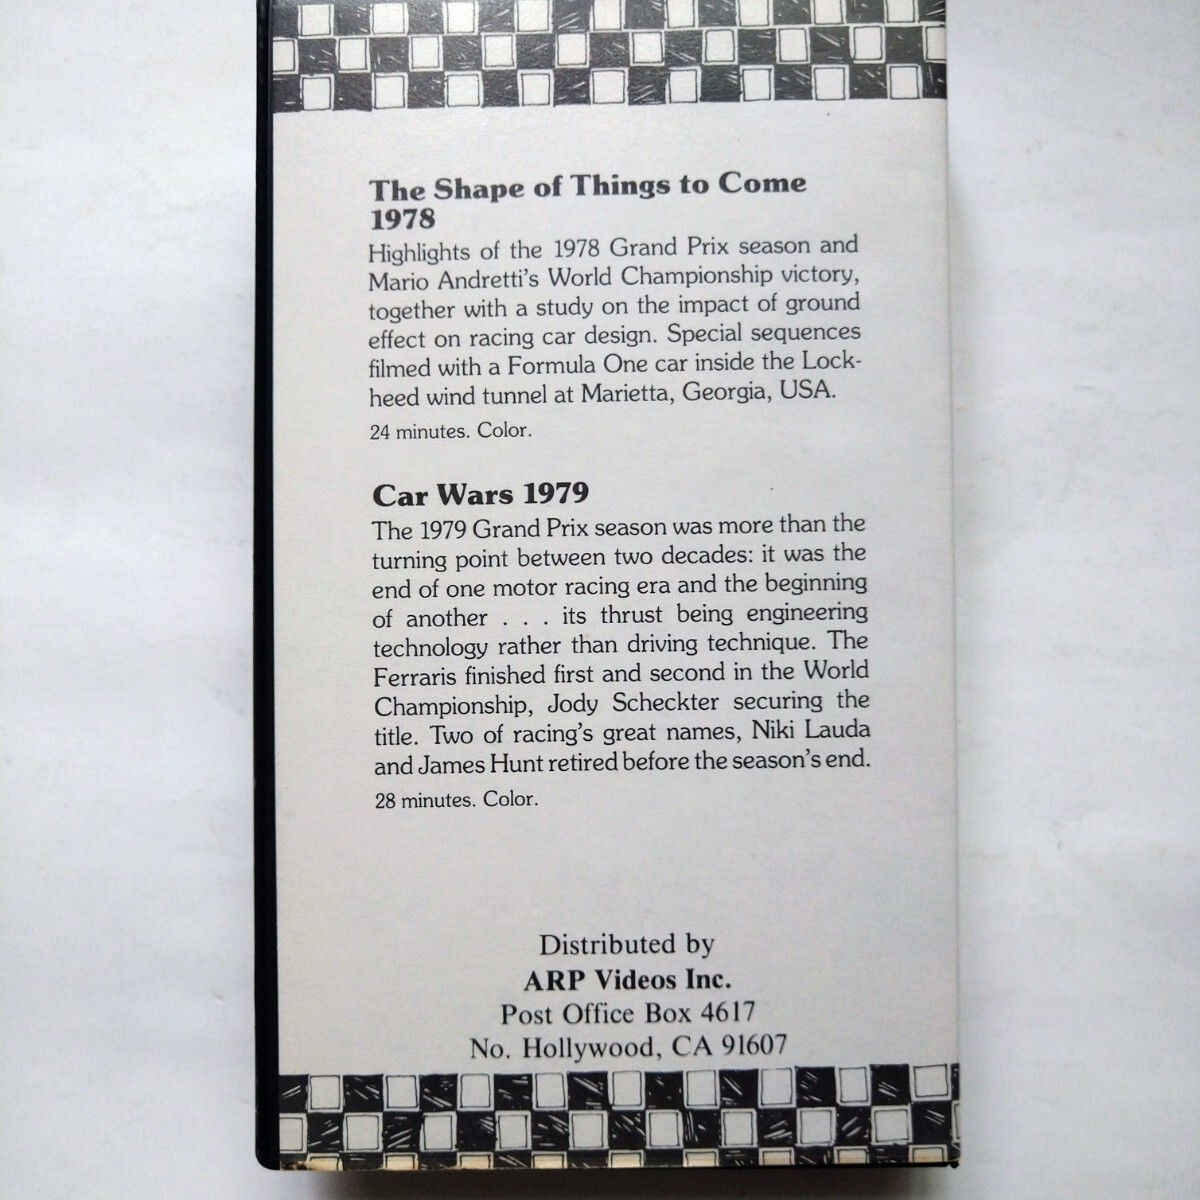 The Shape of Things to Come
1978
Highlights of the 1978 Grand Prix season and
Mario Andretti's World Championship victory,
together with a study on the impact of ground
effect on racing car design. Special sequences
filmed with a Formula One car inside the Lock-
heed wind tunnel at Marietta, Georgia, USA.
24 minutes. Color.
Car Wars 1979
The 1979 Grand Prix season was more than the
turning point between two decades: it was the
end of one motor racing era and the beginning
of another . . . its thrust being engineering
technology rather than driving technique. The
Ferraris finished first and second in the World
Championship, Jody Scheckter securing the
title. Two of racing's great names, Niki Lauda
and James Hunt retired before the season's end.
28 minutes. Color.
Distributed by
ARP Videos Inc.
Post Office Box 4617
No. Hollywood, CA 91607